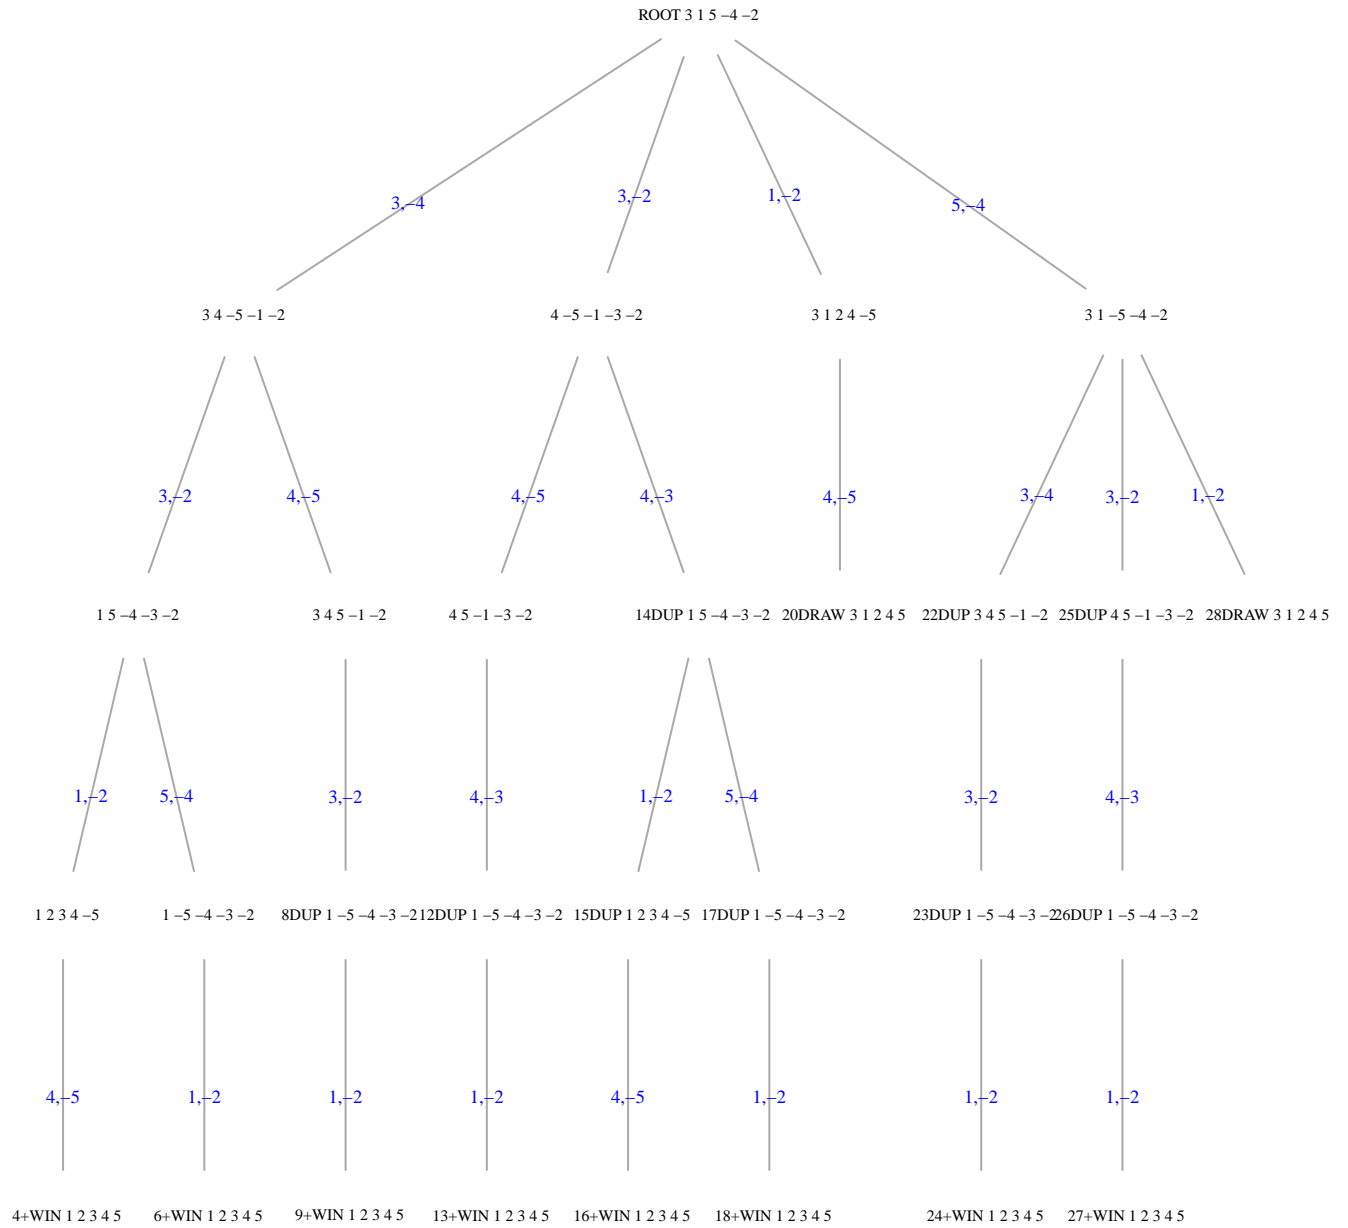 ROOT 3 1 5 −4 −2
3,−4
3,−2
1,−2
5,−4
3 4 −5 −1 −2
4 −5 −1 −3 −2
3 1 2 4 −5
3 1 −5 −4 −2
3,−2
4,−5
4,−5
4,−3
4,−5
3,−4
3,−2
1,−2
1 5 −4 −3 −2
3 4 5 −1 −2
4 5 −1 −3 −2
14DUP 1 5 −4 −3 −2
20DRAW 3 1 2 4 5
22DUP 3 4 5 −1 −2
25DUP 4 5 −1 −3 −2
28DRAW 3 1 2 4 5
1,−2
5,−4
3,−2
4,−3
1,−2
5,−4
3,−2
4,−3
1 2 3 4 −5
1 −5 −4 −3 −2
8DUP 1 −5 −4 −3 −2
12DUP 1 −5 −4 −3 −2
15DUP 1 2 3 4 −5
17DUP 1 −5 −4 −3 −2
23DUP 1 −5 −4 −3 −2
26DUP 1 −5 −4 −3 −2
4,−5
1,−2
1,−2
1,−2
4,−5
1,−2
1,−2
1,−2
4+WIN 1 2 3 4 5
6+WIN 1 2 3 4 5
9+WIN 1 2 3 4 5
13+WIN 1 2 3 4 5
16+WIN 1 2 3 4 5
18+WIN 1 2 3 4 5
24+WIN 1 2 3 4 5
27+WIN 1 2 3 4 5